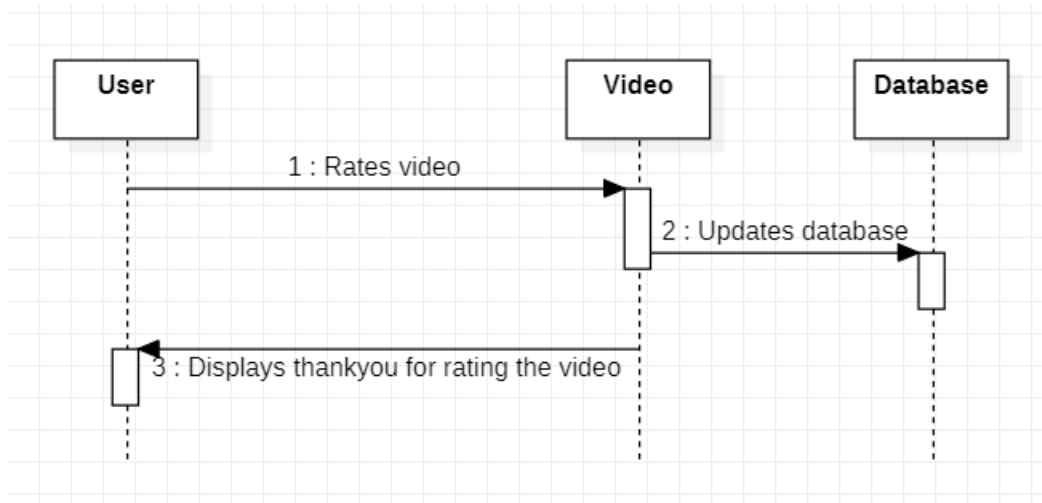 User
Video
Database
1 : Rates video
2 : Updates database
3 : Displays thankyou for rating the video